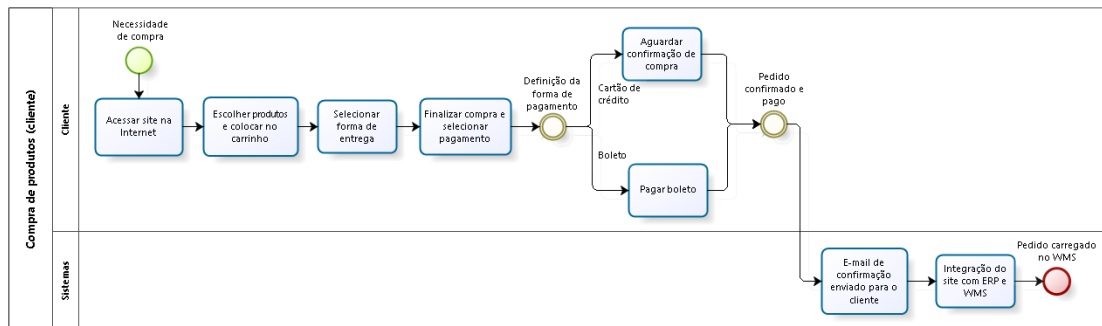 Compra de produtos (cliente)
Cliente
Necessidade
de compra
Acessar site na
Internet
Escolher produtos
e colocar no
carrinho
Selecionar
forma de
entrega
Finalizar compra e
selecionar
pagamento
Definição da
forma de
pagamento
Cartão de
crédito
Boleto
Aguardar
confirmação de
compra
Pagar boleto
Pedido
confirmado e
pago
Sistemas
E-mail de
confirmação
enviado para o
cliente
Integração do
site com ERP e
WMS
Pedido carregado
no WMS